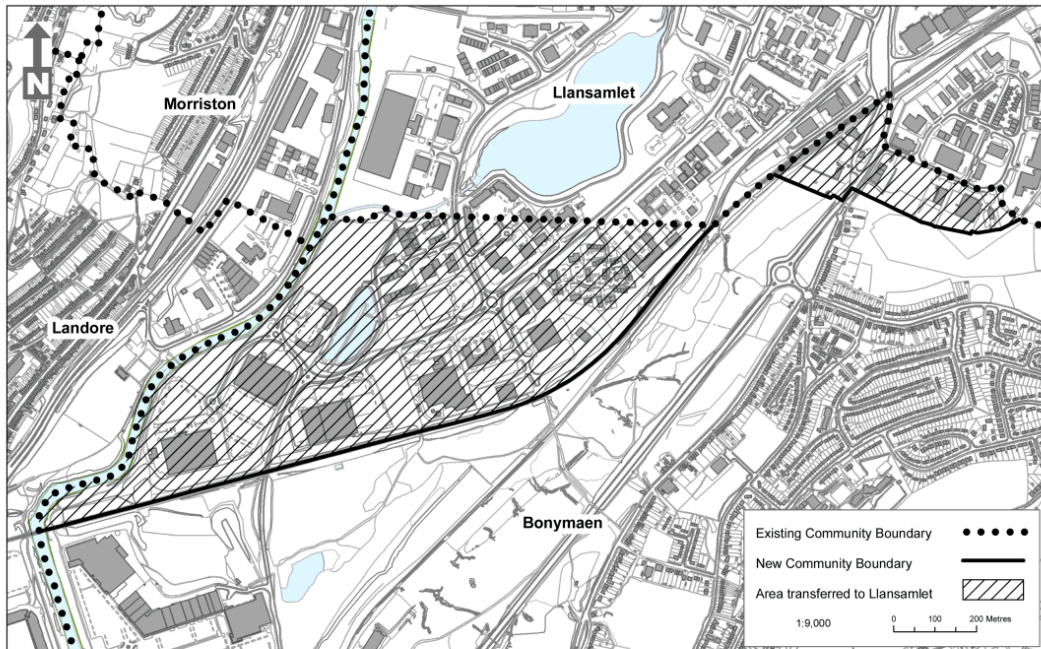 N
Morriston
Llansamlet
Landore
Bonymaen
Existing Community Boundary
New Community Boundary
Area transferred to Llansamlet
1:9,000
0 100 200 Metres